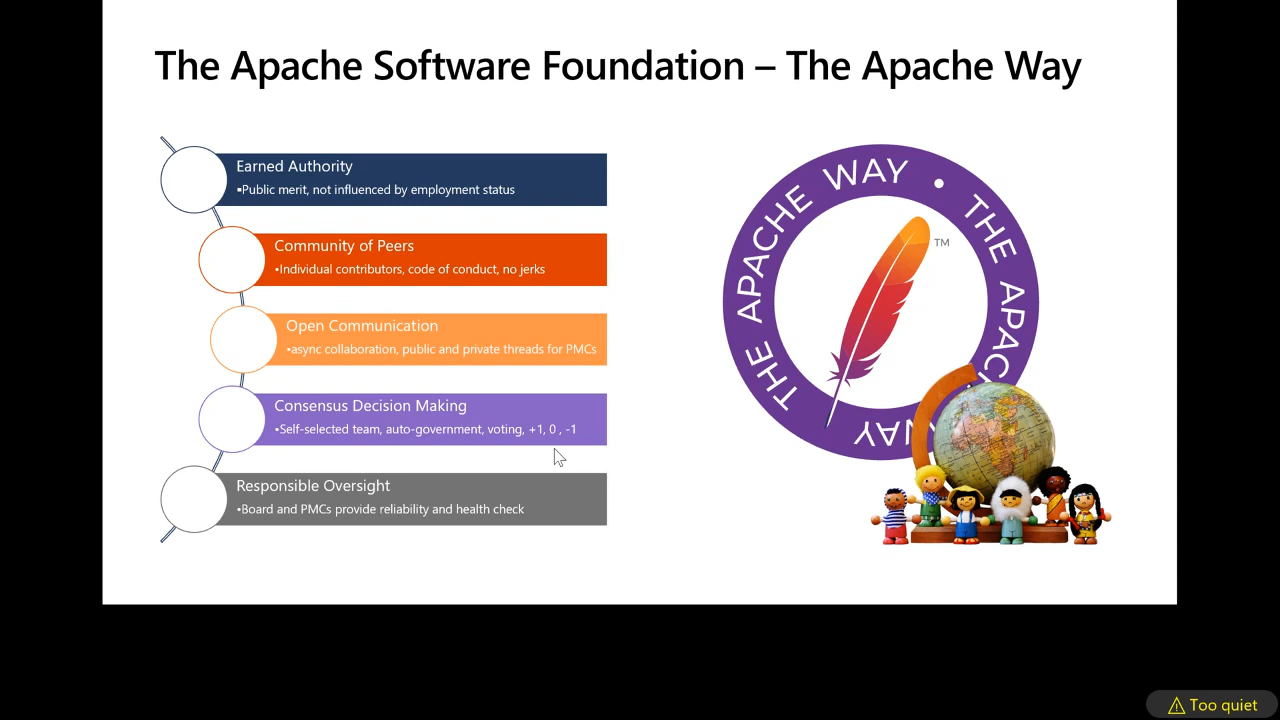 The Apache Software Foundation – The Apache Way
Earned Authority
▪Public merit, not influenced by employment status
Community of Peers
•Individual contributors, code of conduct, no jerks
Open Communication
•async collaboration, public and private threads for PMCs
Consensus Decision Making
•Self-selected team, auto-government, voting, +1, 0 , -1
Responsible Oversight
•Board and PMCs provide reliability and health check
THE APACHE WAY • THE APAC WAY
TM
⚠ Too quiet